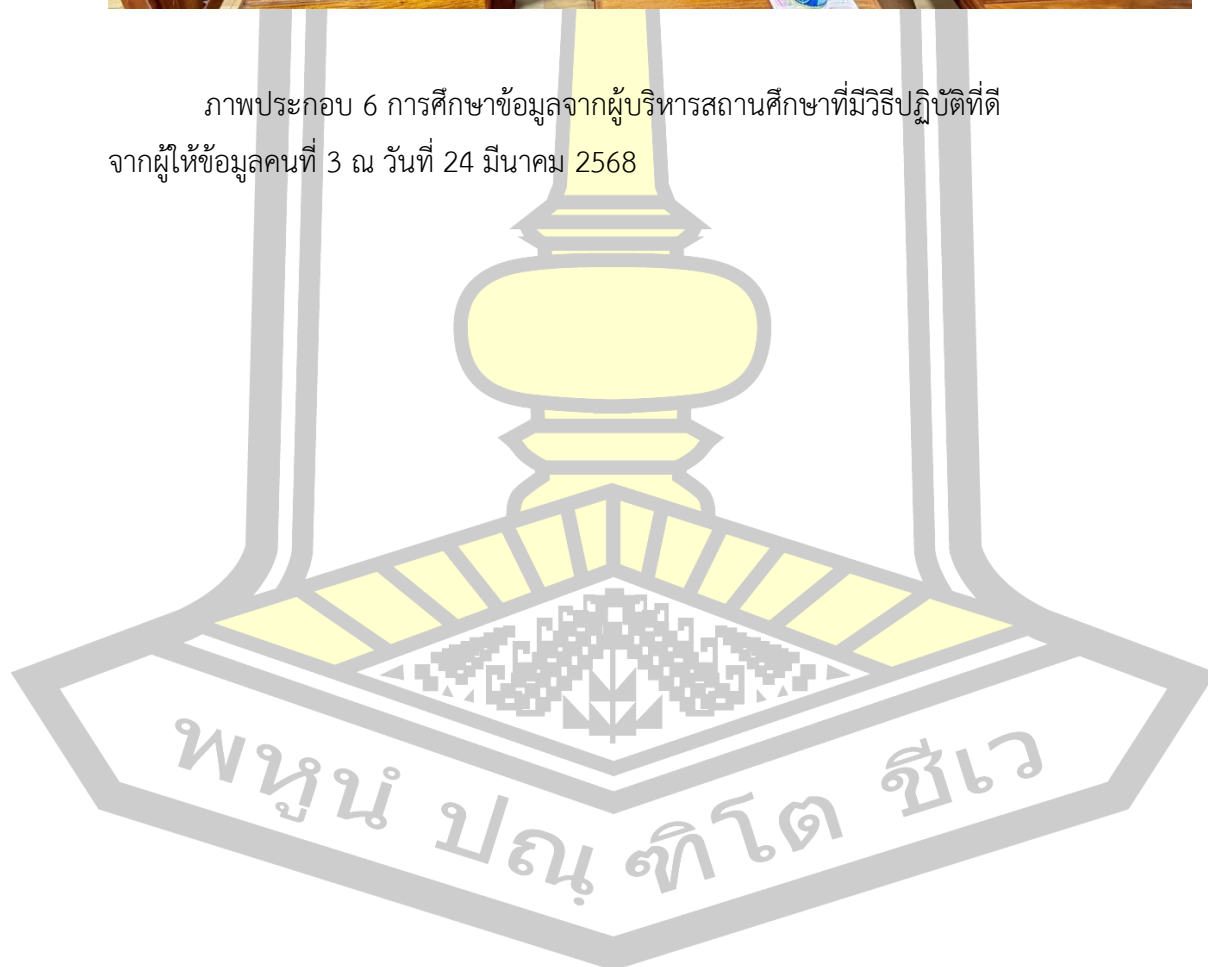 ภาพประกอบ 6 การศึกษาข้อมูลจากผู้บริหารสถานศึกษาที่มีวิธีปฏิบัติที่ดี
จากผู้ให้ข้อมูลคนที่ 3 ณ วันที่ 24 มีนาคม 2568
พหูนํ ปณฺฑิโต ชีเว